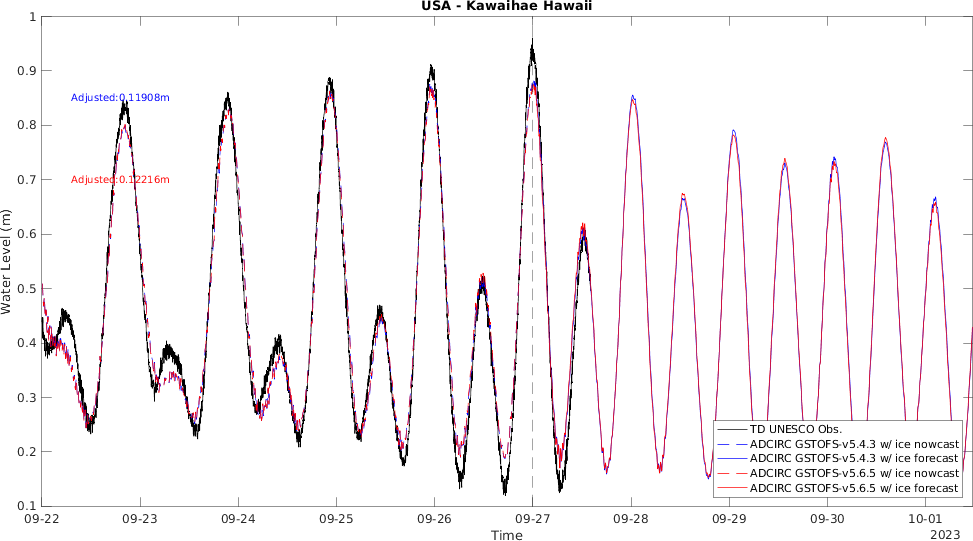 USA - Kawaihae Hawaii
1
0.9
0.8
0.7
0.6
0.5
0.4
0.3
0.2
0.1
Water Level (m)
Adjusted:0.11908m
Adjusted:0.12216m
TD UNESCO Obs.
ADCIRC GSTOFS-v5.4.3 w/ ice nowcast
ADCIRC GSTOFS-v5.4.3 w/ ice forecast
ADCIRC GSTOFS-v5.6.5 w/ ice nowcast
ADCIRC GSTOFS-v5.6.5 w/ ice forecast
09-22 09-23 09-24 09-25 09-26 09-27 09-28 09-29 09-30 10-01
Time
2023